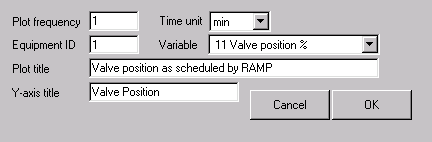 Plot frequency 1 Time unit min
Equipment ID 1 Variable 11 Valve position %
Plot title Valve position as scheduled by RAMP
Y-axis title Valve Position
Cancel OK